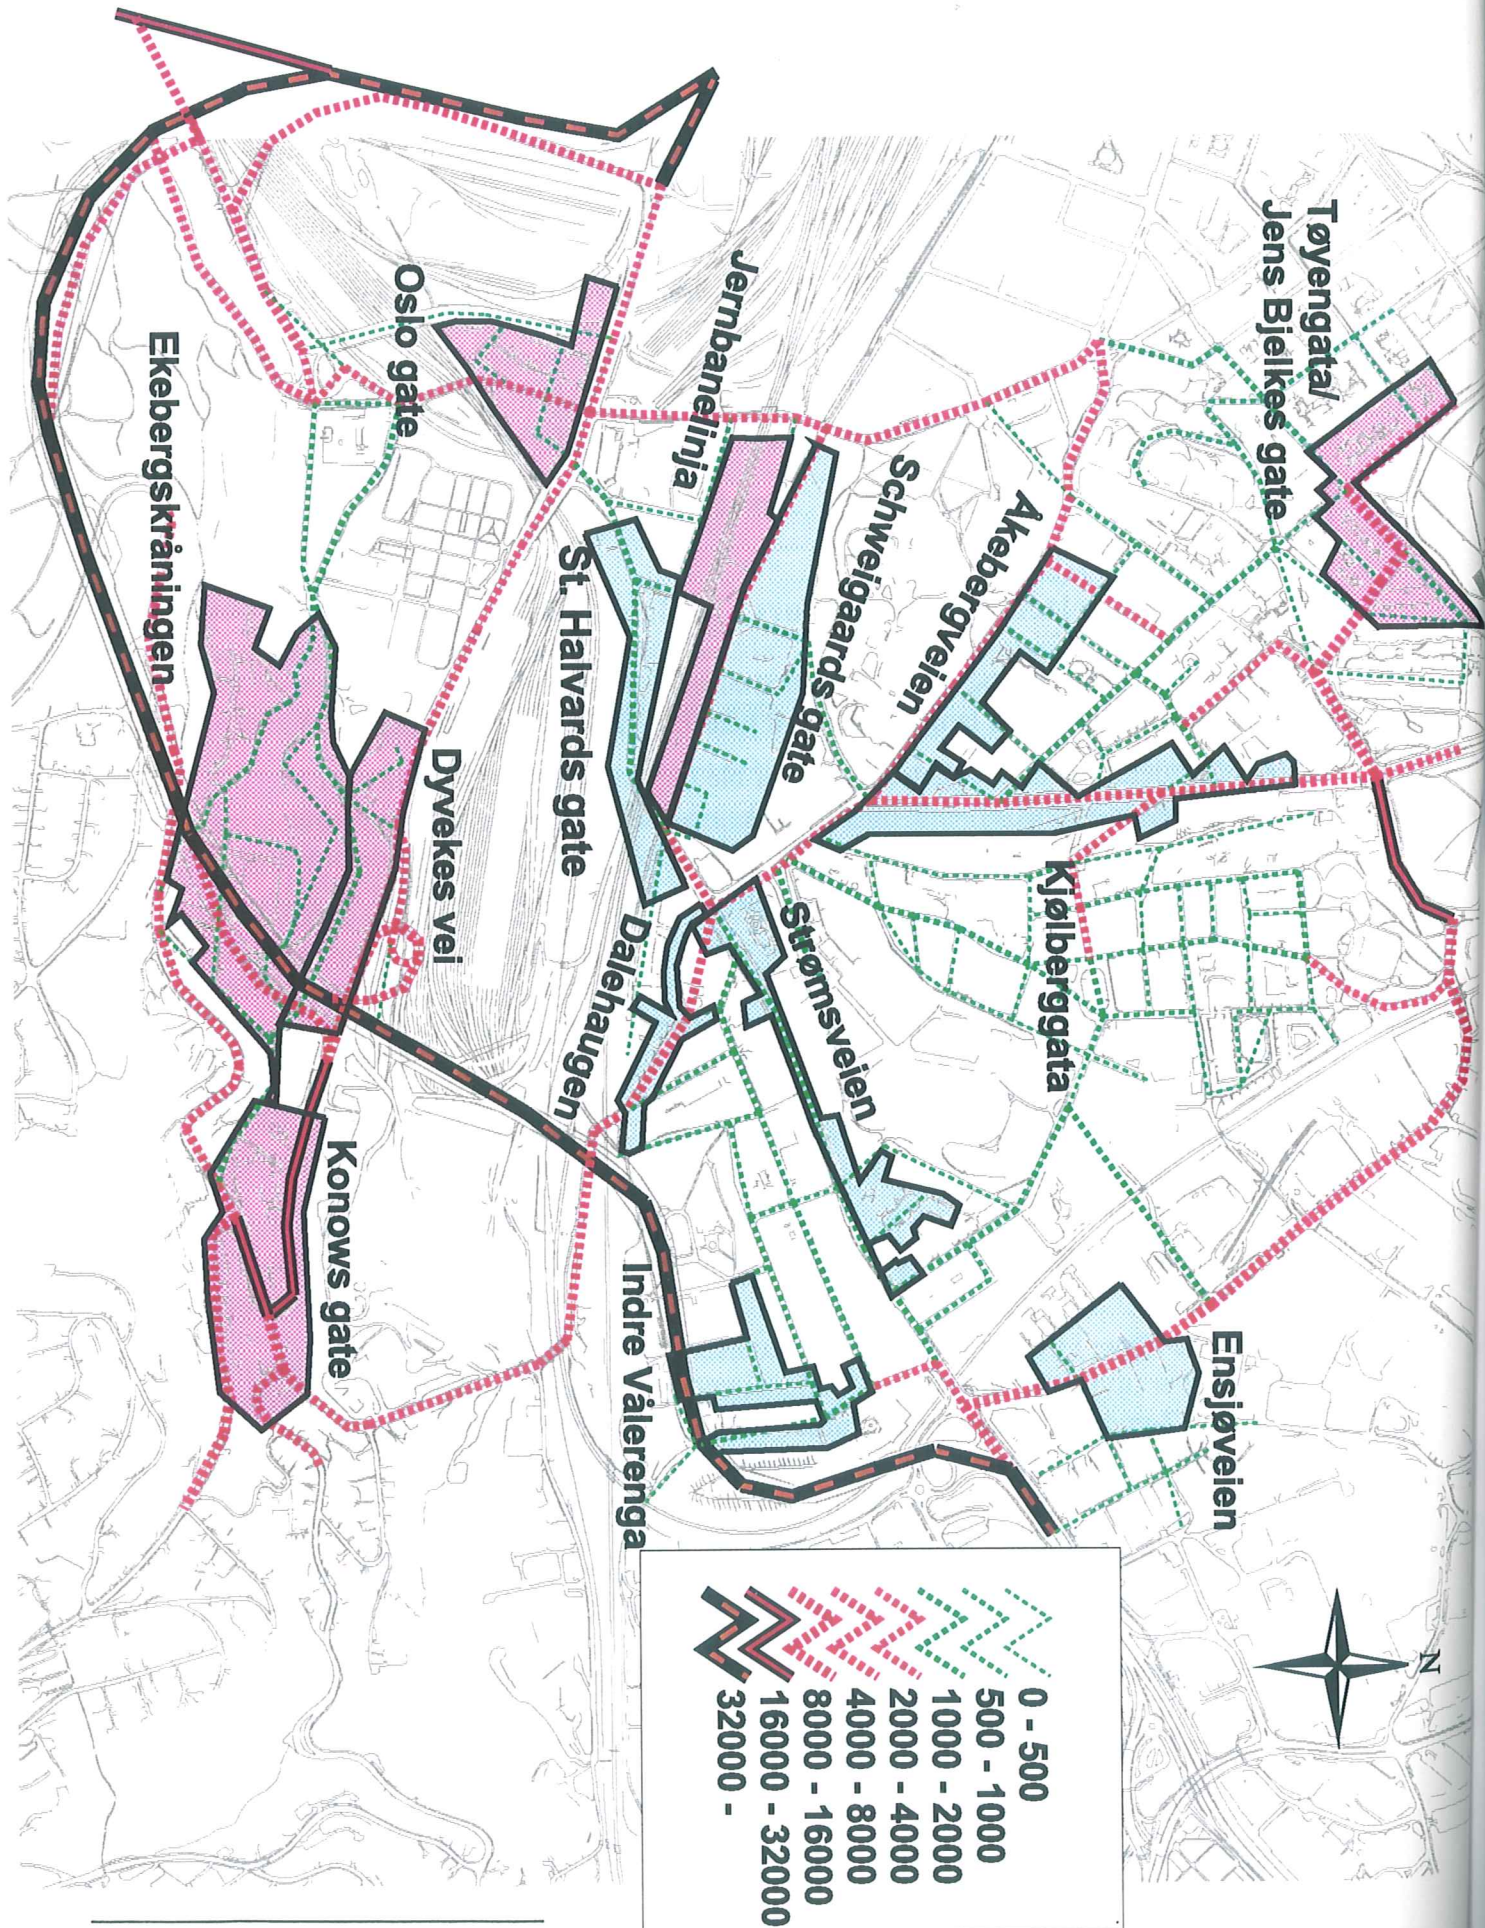 Tøyengata/
Jens Bjelkes gate
Ensjøveien
N
Kjølberggata
Åkebergveien
Schweigaards gate
Strømsveien
Jernbanelinja
Indre Vålerenga
Dalehaugen
St. Halvards gate
Oslo gate
Dyvekes vei
Konows gate
Ekebergskråningen
0 - 500
500 - 1000
1000 - 2000
2000 - 4000
4000 - 8000
8000 - 16000
16000 - 32000
32000 -